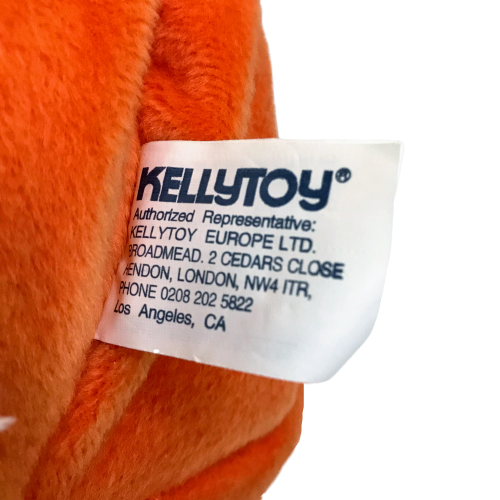 KELLYTOY®
Authorized Representative:
KELLYTOY EUROPE LTD.
BROADMEAD. 2 CEDARS CLOSE
HENDON, LONDON, NW4 ITR,
PHONE 0208 202 5822
Los Angeles, CA